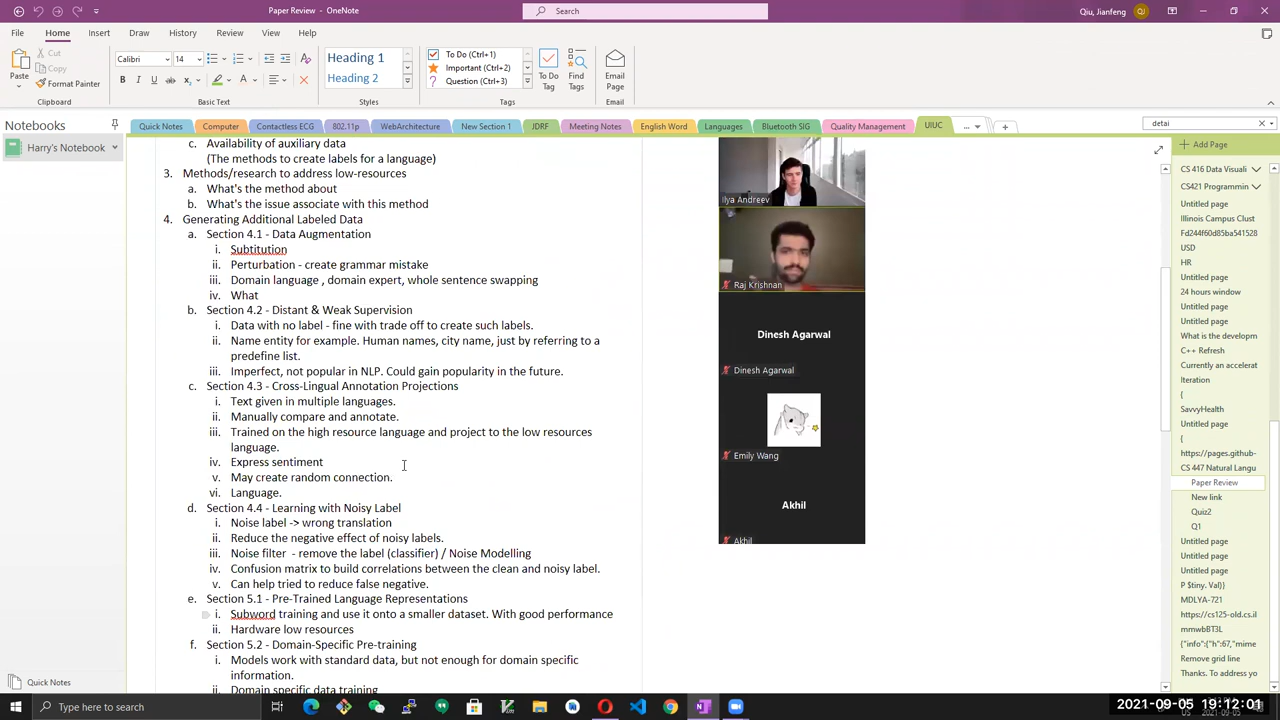 Paper Review - OneNote
Search
Qiu, Jianfeng
QJ
File
Home
Insert
Draw
History
Review
View
Help
Paste
Cut
Copy
Format Painter
Clipboard
Calibri
14
Basic Text
Heading 1
Heading 2
Styles
To Do (Ctrl+1)
Important (Ctrl+2)
Question (Ctrl+3)
To Do
Tag
Find
Tags
Tags
Email
Page
Email
Notebooks
Quick Notes
Computer
Contactless ECG
802.11p
WebArchitecture
New Section 1
JDRF
Meeting Notes
English Word
Languages
Bluetooth SIG
Quality Management
UIUC
...
detai
Harry's Notebook
c. Availability of auxiliary data
(The methods to create labels for a language)
3. Methods/research to address low-resources
a. What's the method about
b. What's the issue associated with this method
4. Generating Additional Labeled Data
a. Section 4.1 - Data Augmentation
i. Subtitution
ii. Perturbation - create grammar mistake
iii. Domain language , domain expert, whole sentence swapping
iv. What
b. Section 4.2 - Distant & Weak Supervision
i. Data with no label - fine with trade off to create such labels.
ii. Name entity for example. Human names, city name, just by referring to a
predefine list.
iii. Imperfect, not popular in NLP. Could gain popularity in the future.
c. Section 4.3 - Cross-Lingual Annotation Projections
i. Text given in multiple languages.
ii. Manually compare and annotate.
iii. Trained on the high resource language and project to the low resources
language.
iv. Express sentiment
v. May create random connection.
vi. Language.
d. Section 4.4 - Learning with Noisy Label
i. Noise label -> wrong translation
ii. Reduce the negative effect of noisy labels.
iii. Noise filter - remove the label (classifier) / Noise Modelling
iv. Confusion matrix to build correlations between the clean and noisy label.
v. Can help tried to reduce false negative.
e. Section 5.1 - Pre-Trained Language Representations
i. Subword training and use it onto a smaller dataset. With good performance
ii. Hardware low resources
f. Section 5.2 - Domain-Specific Pre-training
i. Models work with standard data, but not enough for domain specific
information.
ii. Domain specific data training
Ilya Andreev
Raj Krishnan
Dinesh Agarwal
Dinesh Agarwal
Emily Wang
Akhil
Akhil
Add Page
CS 416 Data Visuali
CS421 Programmin
Untitled page
Illinois Campus Clust
Fd244f60d85ba541528
USD
HR
Untitled page
24 hours window
Untitled page
Untitled page
What is the developm
C++ Refresh
Currently an accelerat
Iteration
{
SavvyHealth
Untitled page
{
https://pages.github-
CS 447 Natural Langu
Paper Review
New link
Quiz2
Q1
Untitled page
Untitled page
Untitled page
P $tiny. Val}}
MDLYA-721
https://cs125-old.cs.il
mmwbBT3L
{"info":{"h":67,"mime
Remove grid line
Thanks. To address yo
Quick Notes
Type here to search
2021-09-05 19:12:01